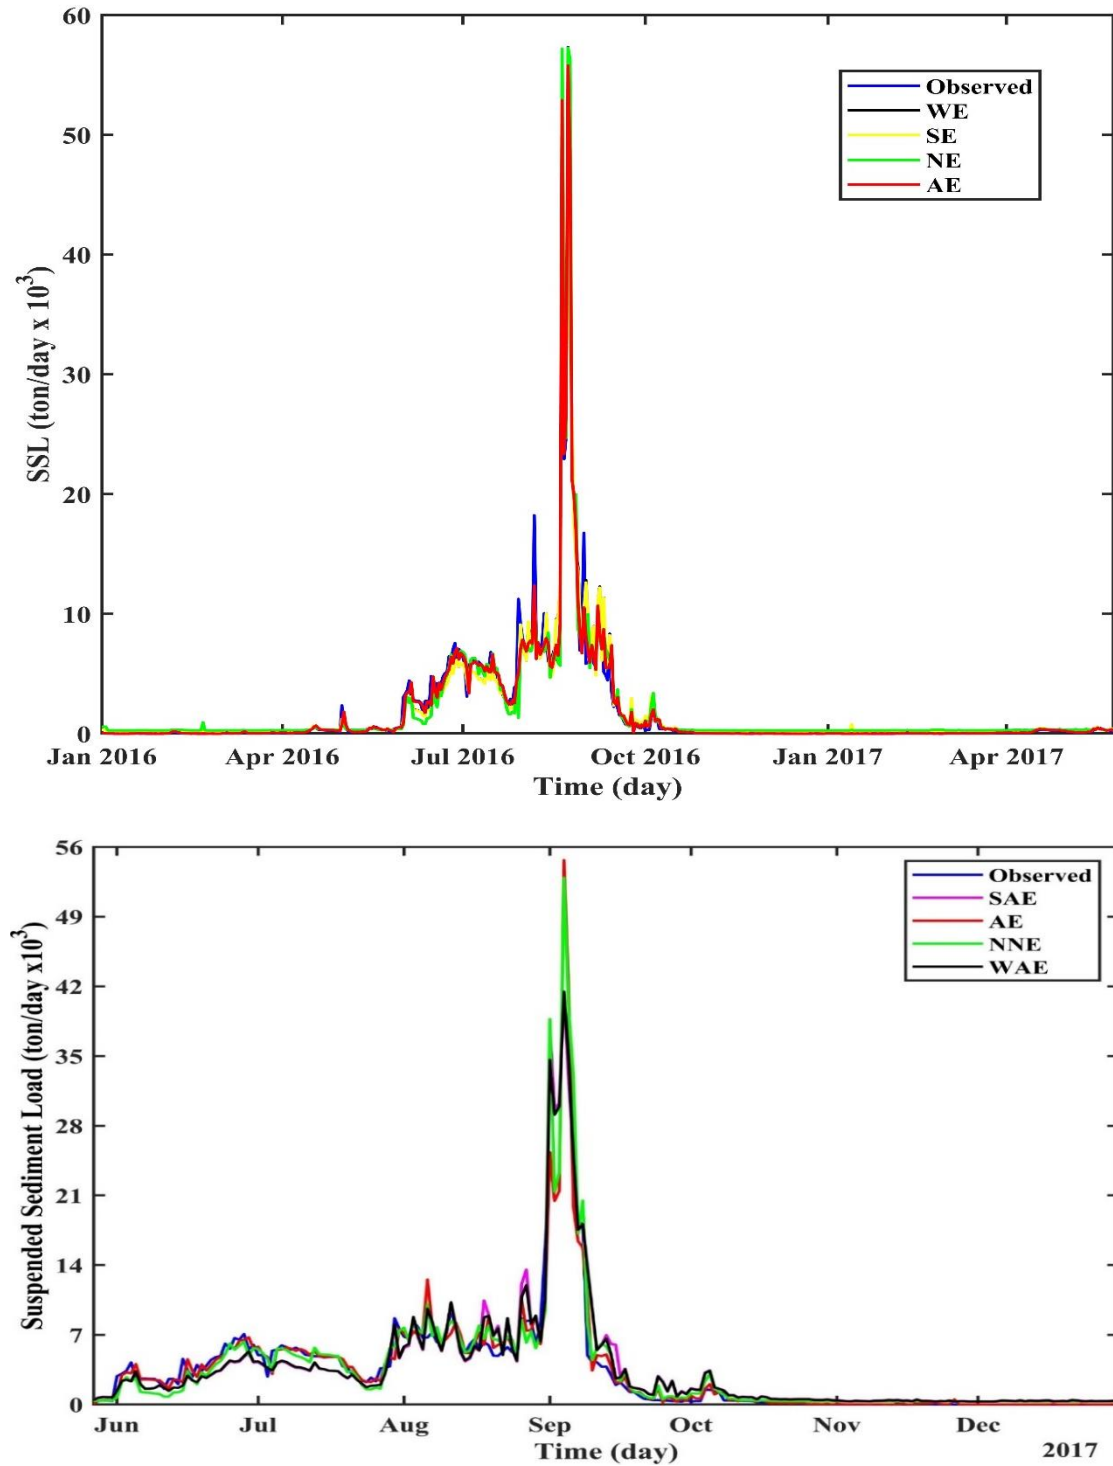 60
50
40
30
20
10
0
SSL (ton/day x 10³)
Observed
WE
SE
NE
AE
Jan 2016 Apr 2016 Jul 2016 Oct 2016 Jan 2017 Apr 2017
Time (day)
56
49
42
35
28
21
14
7
0
Suspended Sediment Load (ton/day x10³)
Observed
SAE
AE
NNE
WAE
Jun Jul Aug Sep Oct Nov Dec
Time (day)
2017